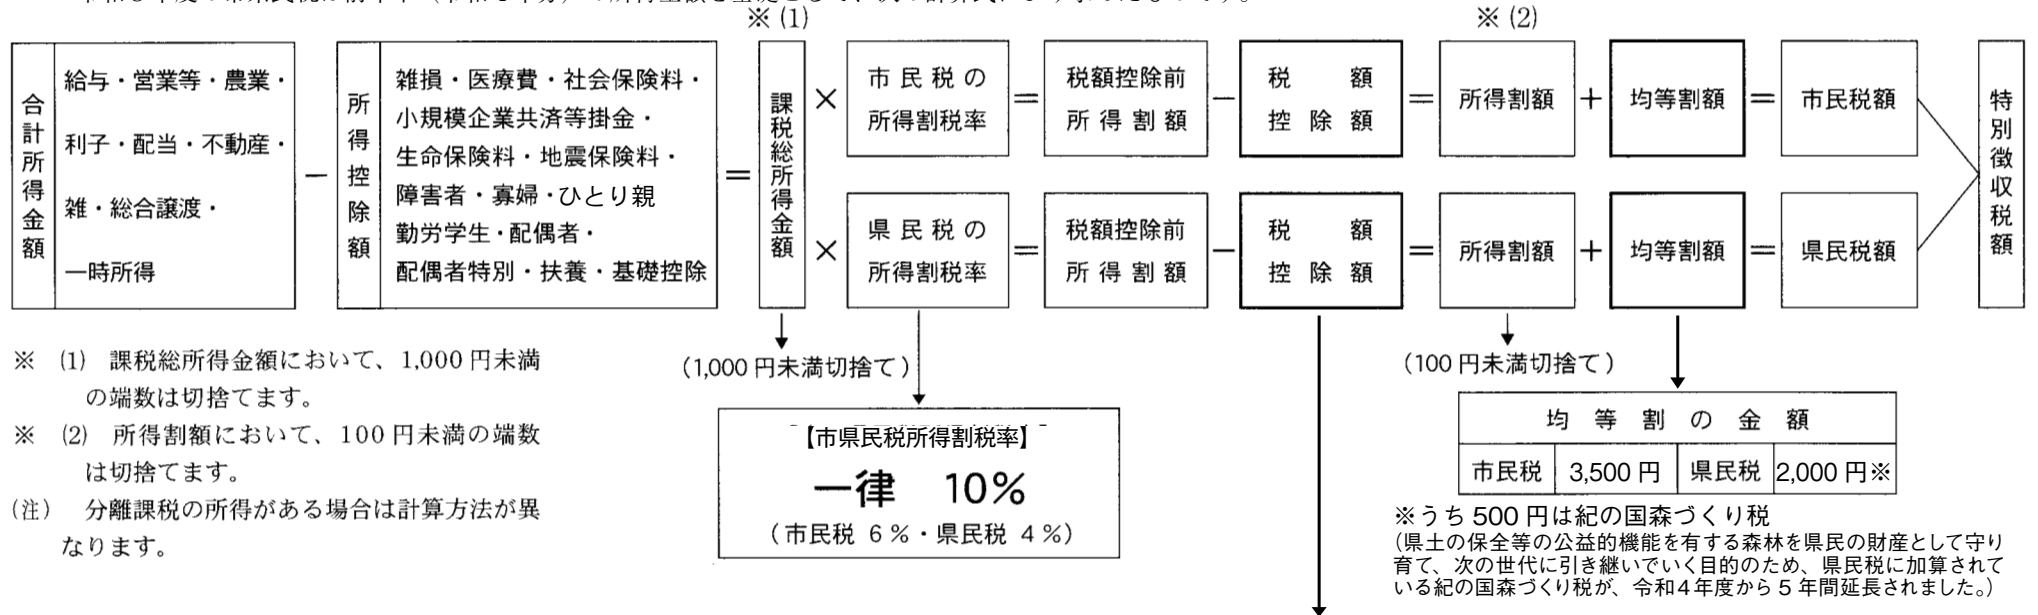 ※(1)
※(2)
合計所得金額
給与・営業等・農業・
利子・配当・不動産・
雑・総合譲渡・
一時所得
－
所得控除額
雑損・医療費・社会保険料・
小規模企業共済等掛金・
生命保険料・地震保険料・
障害者・寡婦・ひとり親
勤労学生・配偶者・
配偶者特別・扶養・基礎控除
＝
課税総所得金額
×
市民税の
所得割税率
＝
税額控除前
所得割額
－
税額
控除額
＝
所得割額
＋
均等割額
＝
市民税額
×
県民税の
所得割税率
＝
税額控除前
所得割額
－
税額
控除額
＝
所得割額
＋
均等割額
＝
県民税額
特別徴収税額
※ (1) 課税総所得金額において、1,000円未満
の端数は切捨てます。
※ (2) 所得割額において、100円未満の端数
は切捨てます。
(注) 分離課税の所得がある場合は計算方法が異
なります。
(1,000円未満切捨て)
【市県民税所得割税率】
一律 10%
(市民税 6%・県民税 4%)
(100円未満切捨て)
均等割の金額
市民税 3,500円 県民税 2,000円※
※うち500円は紀の国森づくり税
(県土の保全等の公益的機能を有する森林を県民の財産として守り
育て、次の世代に引き継いでいく目的のため、県民税に加算されて
いる紀の国森づくり税が、令和4年度から5年間延長されました。)